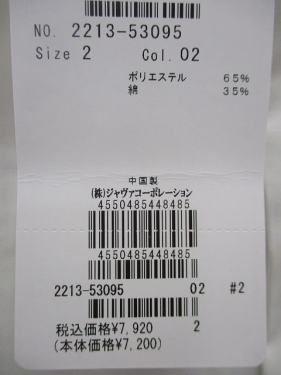 NO. 2213-53095
Size 2 Col. 02
ポリエステル 65%
綿 35%
中国製
(株)ジャヴァコーポレーション
4550485448485
4550485448485
2213-53095 02 #2
税込価格¥7,920 2
(本体価格¥7,200)